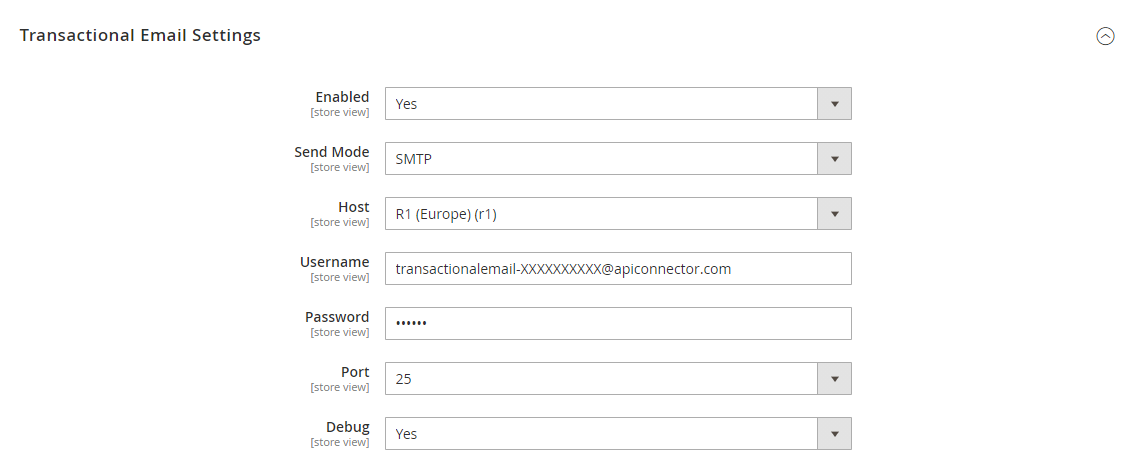 Transactional Email Settings
Enabled
[store view]
Yes
Send Mode
[store view]
SMTP
Host
[store view]
R1 (Europe) (r1)
Username
[store view]
transactionalemail-XXXXXXXXXX@apiconnector.com
Password
[store view]
••••••
Port
[store view]
25
Debug
[store view]
Yes